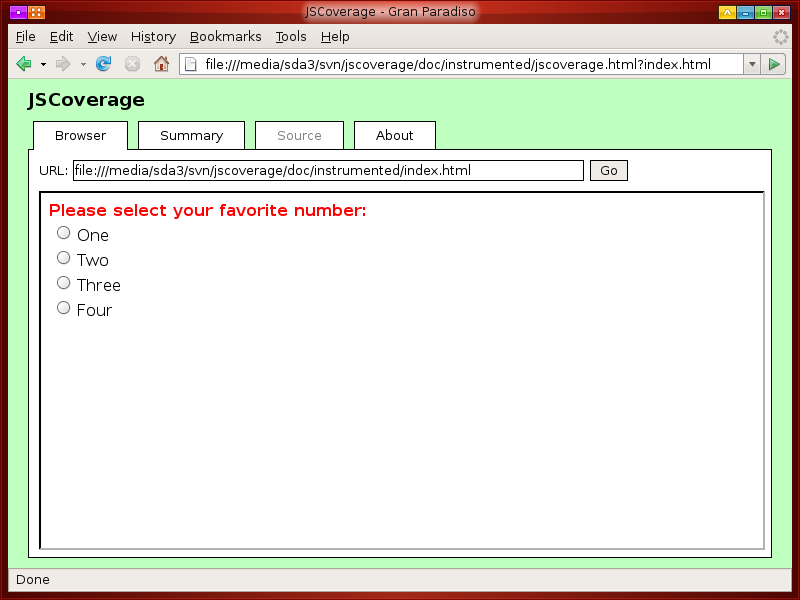 JSCoverage - Gran Paradiso
File Edit View History Bookmarks Tools Help
file:///media/sda3/svn/jscoverage/doc/instrumented/jscoverage.html?index.html
JSCoverage
Browser Summary Source About
URL: file:///media/sda3/svn/jscoverage/doc/instrumented/index.html Go
Please select your favorite number:
One
Two
Three
Four
Done